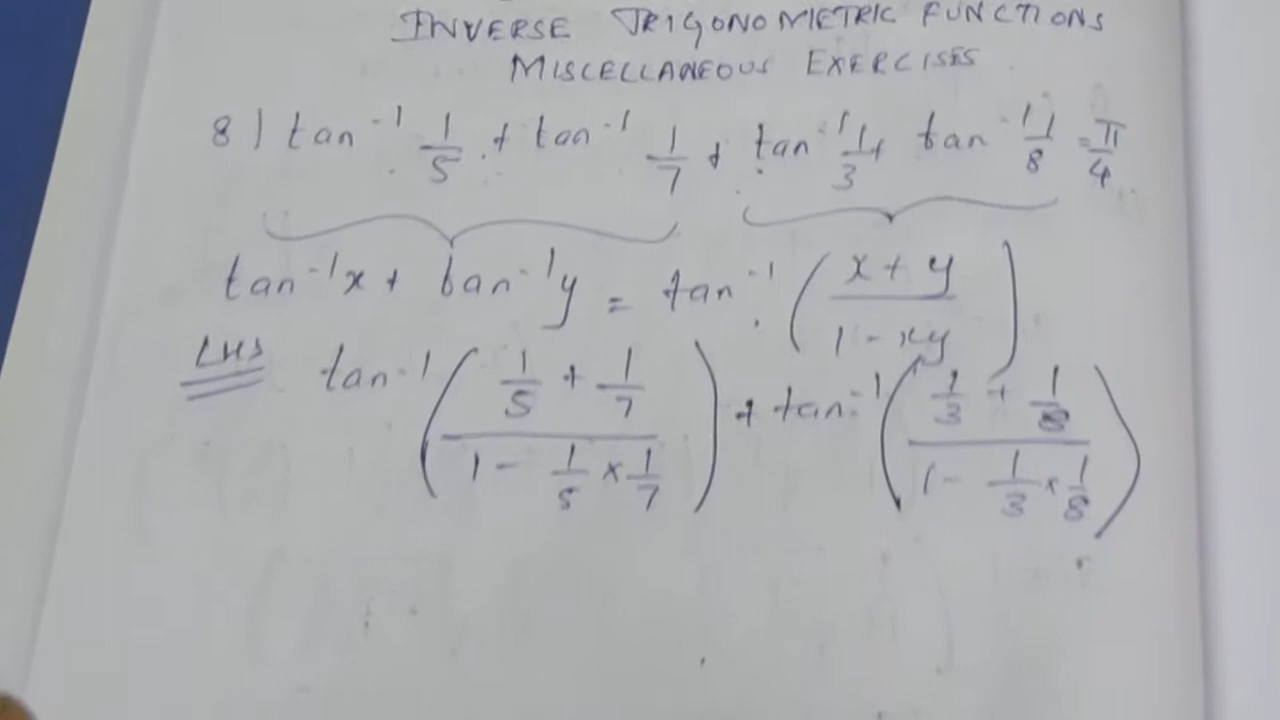 INVERSE TRIGONOMETRIC FUNCTIONS
MISCELLANEOUS EXERCISES
8) tan⁻¹ 1/5 + tan⁻¹ 1/7 + tan⁻¹ 1/3 + tan⁻¹ 1/8 = π/4
tan⁻¹x + tan⁻¹y = tan⁻¹ ( (x + y) / (1 - xy) )
LHS tan⁻¹ ( (1/5 + 1/7) / (1 - 1/5 × 1/7) ) + tan⁻¹ ( (1/3 + 1/8) / (1 - 1/3 × 1/8) )